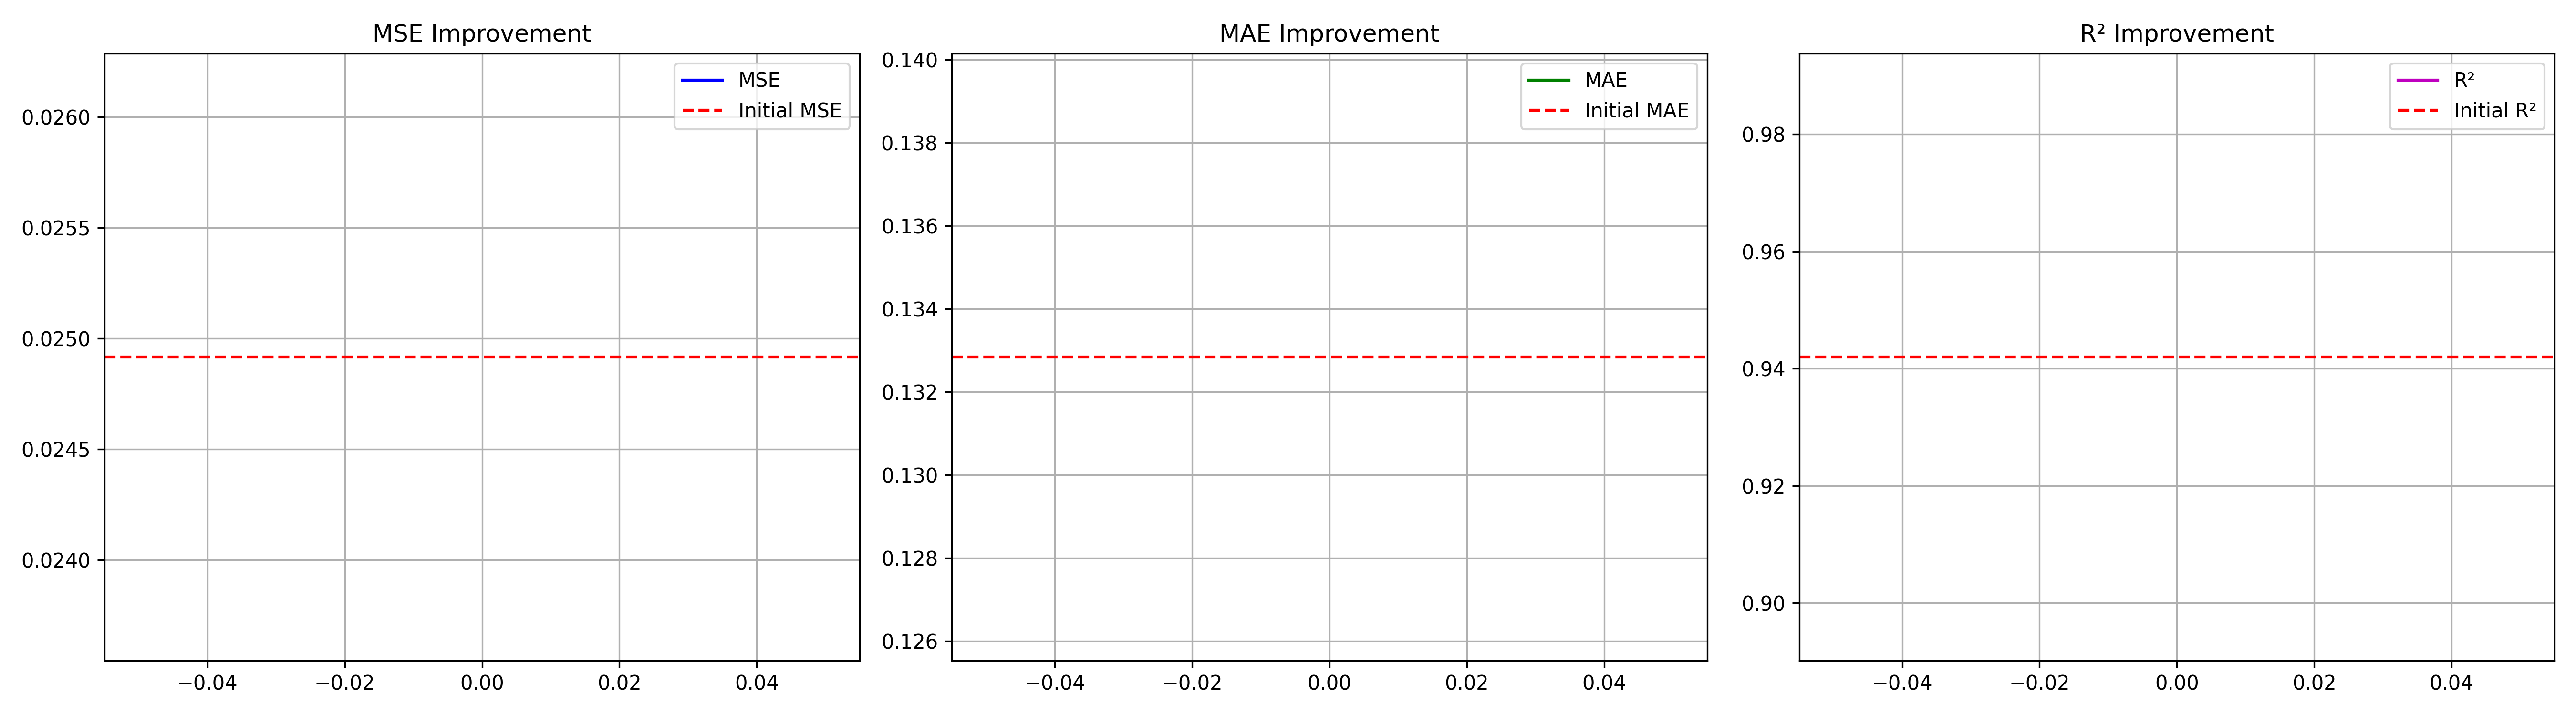 MSE Improvement
MSE
Initial MSE
0.0260
0.0255
0.0250
0.0245
0.0240
−0.04 −0.02 0.00 0.02 0.04
MAE Improvement
MAE
Initial MAE
0.140
0.138
0.136
0.134
0.132
0.130
0.128
0.126
−0.04 −0.02 0.00 0.02 0.04
R² Improvement
R²
Initial R²
0.98
0.96
0.94
0.92
0.90
−0.04 −0.02 0.00 0.02 0.04